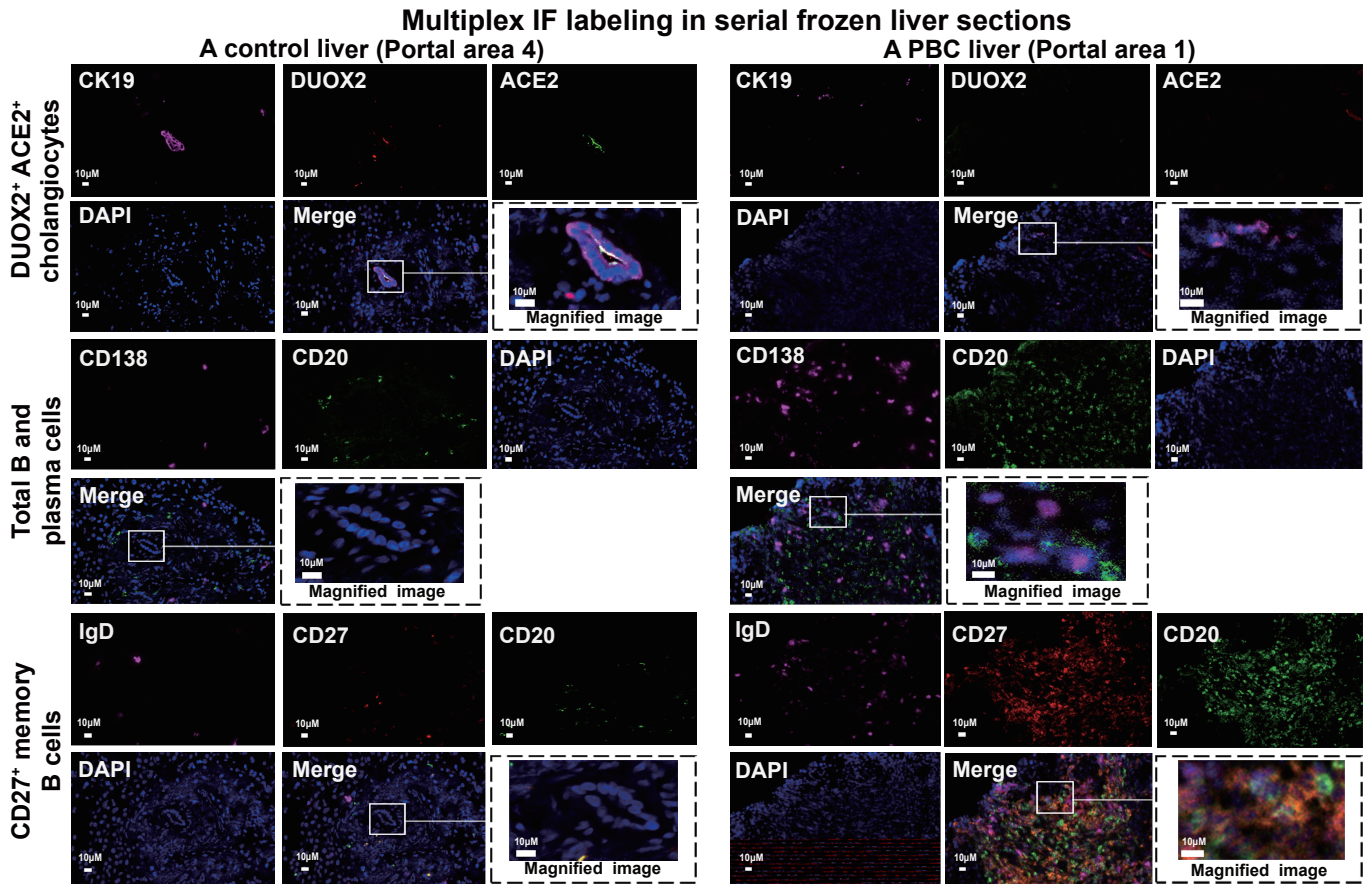 Multiplex IF labeling in serial frozen liver sections
A control liver (Portal area 4)
A PBC liver (Portal area 1)
DUOX2⁺ ACE2⁺
cholangiocytes
CK19
10μM
DUOX2
10μM
ACE2
10μM
CK19
10μM
DUOX2
10μM
ACE2
10μM
DAPI
10μM
Merge
10μM
10μM
Magnified image
DAPI
10μM
Merge
10μM
10μM
Magnified image
Total B and
plasma cells
CD138
10μM
CD20
10μM
DAPI
10μM
CD138
10μM
CD20
10μM
DAPI
10μM
Merge
10μM
10μM
Magnified image
Merge
10μM
10μM
Magnified image
CD27⁺ memory
B cells
IgD
10μM
CD27
10μM
CD20
10μM
IgD
10μM
CD27
10μM
CD20
10μM
DAPI
10μM
Merge
10μM
10μM
Magnified image
DAPI
10μM
Merge
10μM
10μM
Magnified image